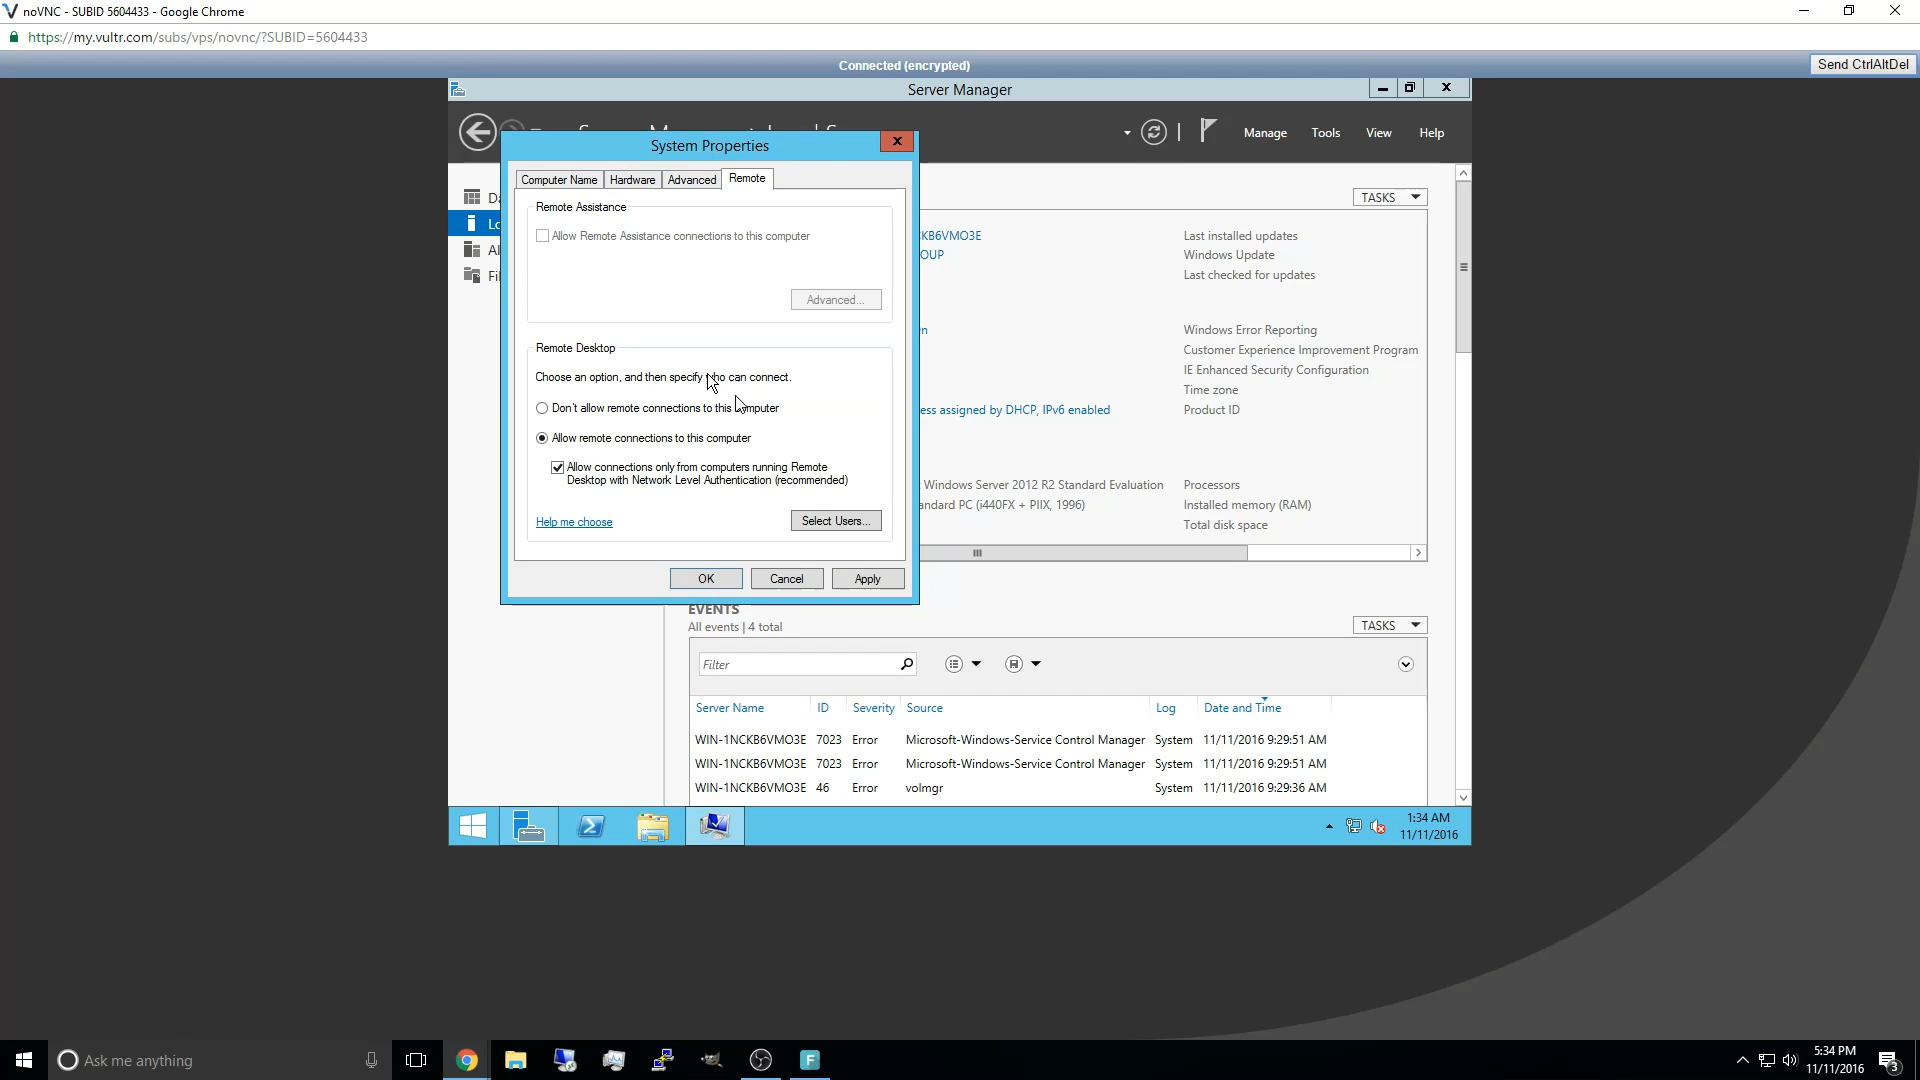 noVNC - SUBID 5604433 - Google Chrome
https://my.vultr.com/subs/vps/novnc/?SUBID=5604433
Connected (encrypted)
Send CtrlAltDel
Server Manager
Manage Tools View Help
System Properties
Computer Name Hardware Advanced Remote
Remote Assistance
Allow Remote Assistance connections to this computer
Advanced...
Remote Desktop
Choose an option, and then specify who can connect.
Don't allow remote connections to this computer
Allow remote connections to this computer
Allow connections only from computers running Remote
Desktop with Network Level Authentication (recommended)
Help me choose
Select Users...
OK Cancel Apply
TASKS
CKB6VMO3E Last installed updates
OUP Windows Update
Last checked for updates
Windows Error Reporting
Customer Experience Improvement Program
IE Enhanced Security Configuration
Time zone
ess assigned by DHCP, IPv6 enabled Product ID
Windows Server 2012 R2 Standard Evaluation Processors
andard PC (i440FX + PIIX, 1996) Installed memory (RAM)
Total disk space
EVENTS
All events | 4 total
TASKS
Filter
Server Name ID Severity Source Log Date and Time
WIN-1NCKB6VMO3E 7023 Error Microsoft-Windows-Service Control Manager System 11/11/2016 9:29:51 AM
WIN-1NCKB6VMO3E 7023 Error Microsoft-Windows-Service Control Manager System 11/11/2016 9:29:51 AM
WIN-1NCKB6VMO3E 46 Error volmgr System 11/11/2016 9:29:36 AM
1:34 AM
11/11/2016
Ask me anything
F
5:34 PM
11/11/2016
3